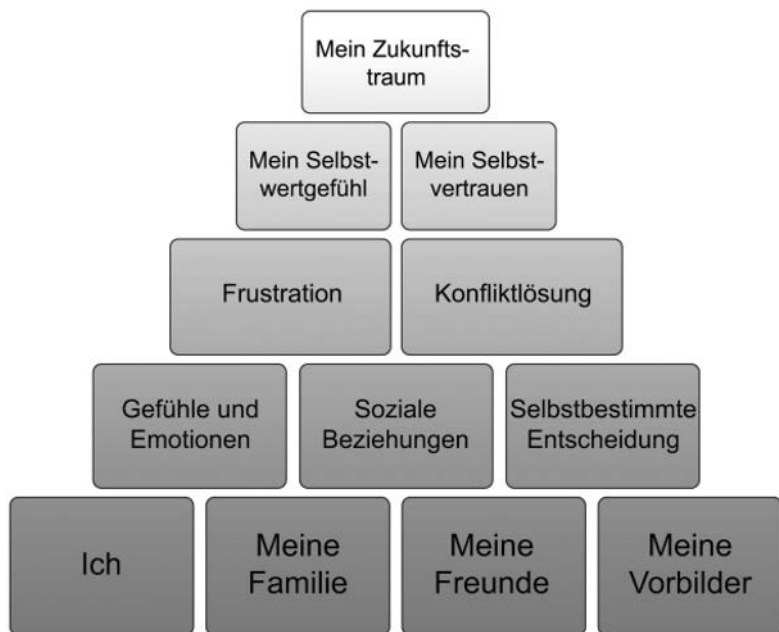 Mein Zukunfts-
traum
Mein Selbst-
wertgefühl
Mein Selbst-
vertrauen
Frustration
Konfliktlösung
Gefühle und
Emotionen
Soziale
Beziehungen
Selbstbestimmte
Entscheidung
Ich
Meine
Familie
Meine
Freunde
Meine
Vorbilder